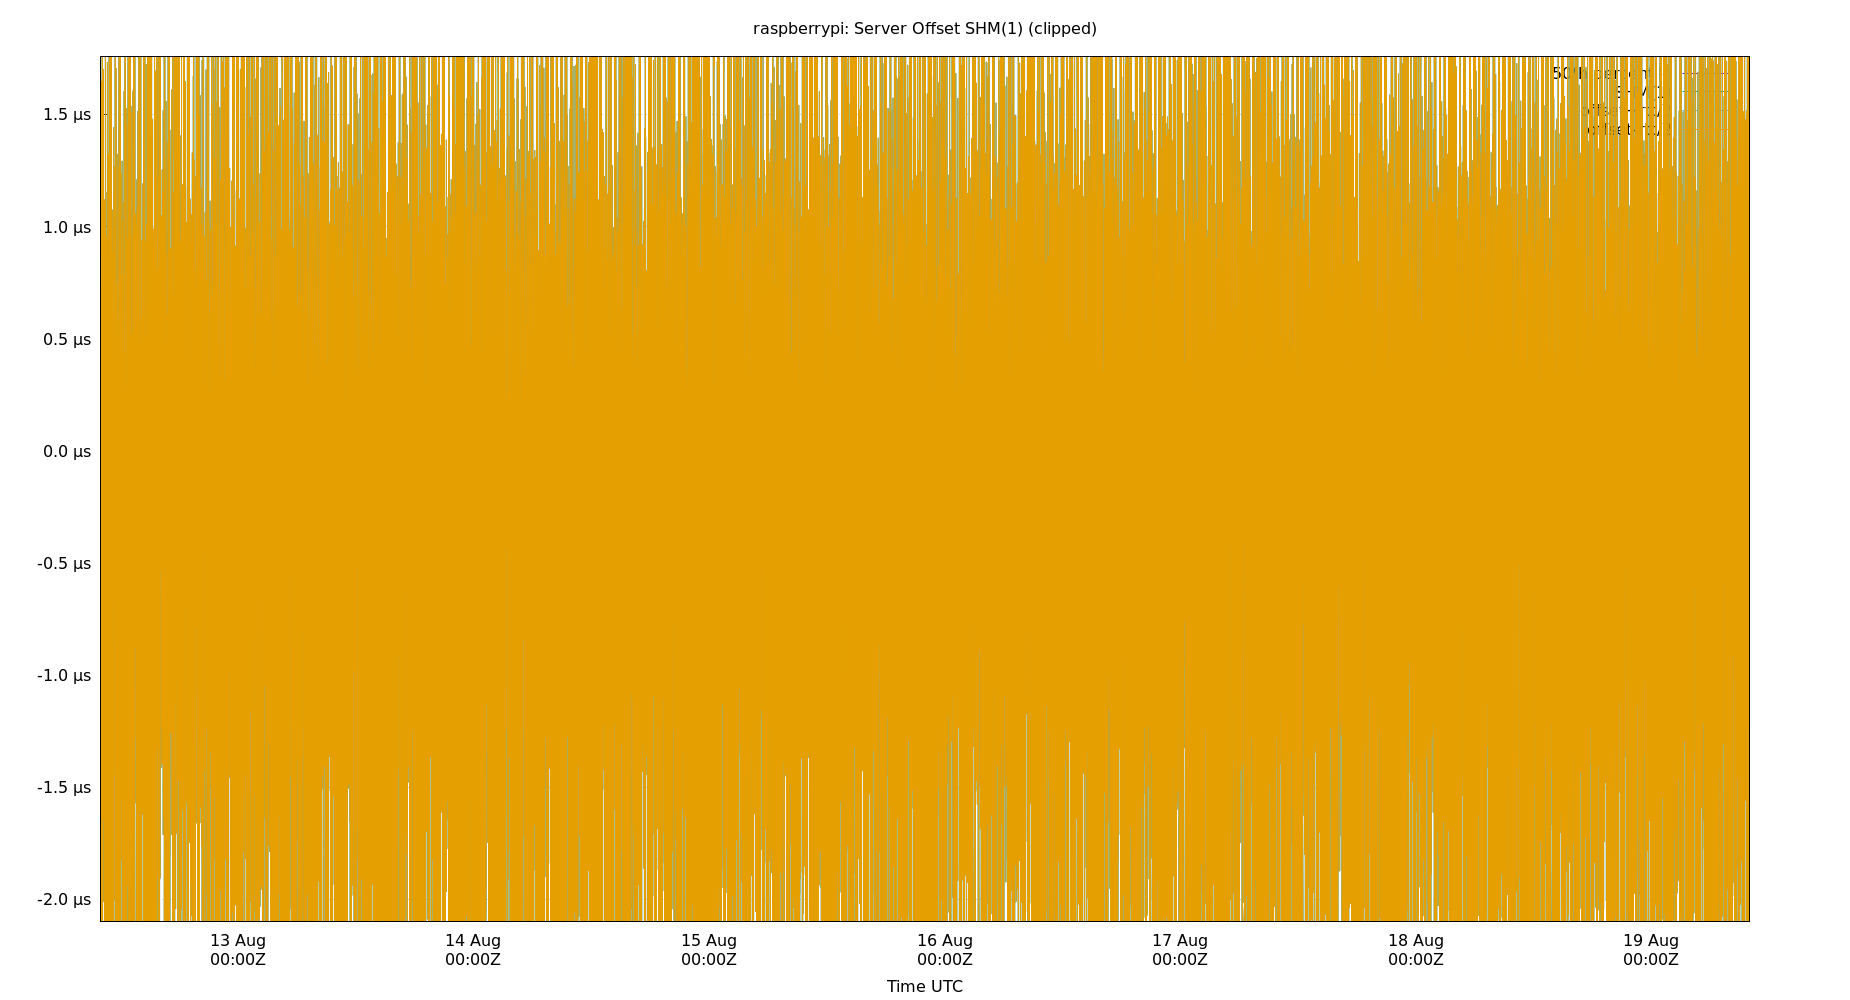 raspberrypi: Server Offset SHM(1) (clipped)
1.5 µs
1.0 µs
0.5 µs
0.0 µs
-0.5 µs
-1.0 µs
-1.5 µs
-2.0 µs
13 Aug
00:00Z
14 Aug
00:00Z
15 Aug
00:00Z
16 Aug
00:00Z
17 Aug
00:00Z
18 Aug
00:00Z
19 Aug
00:00Z
Time UTC